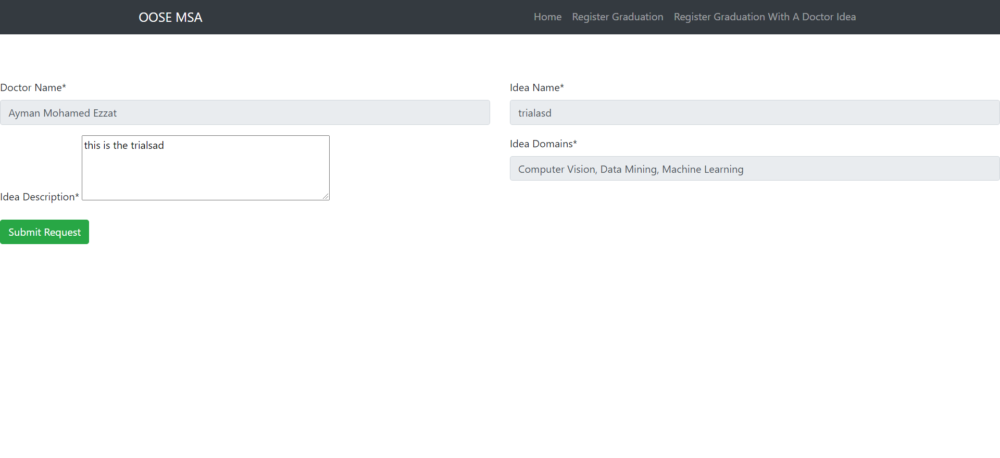 OOSE MSA
Home Register Graduation Register Graduation With A Doctor Idea
Doctor Name*
Ayman Mohamed Ezzat
Idea Name*
trialasd
Idea Description*
this is the trialsad
Idea Domains*
Computer Vision, Data Mining, Machine Learning
Submit Request